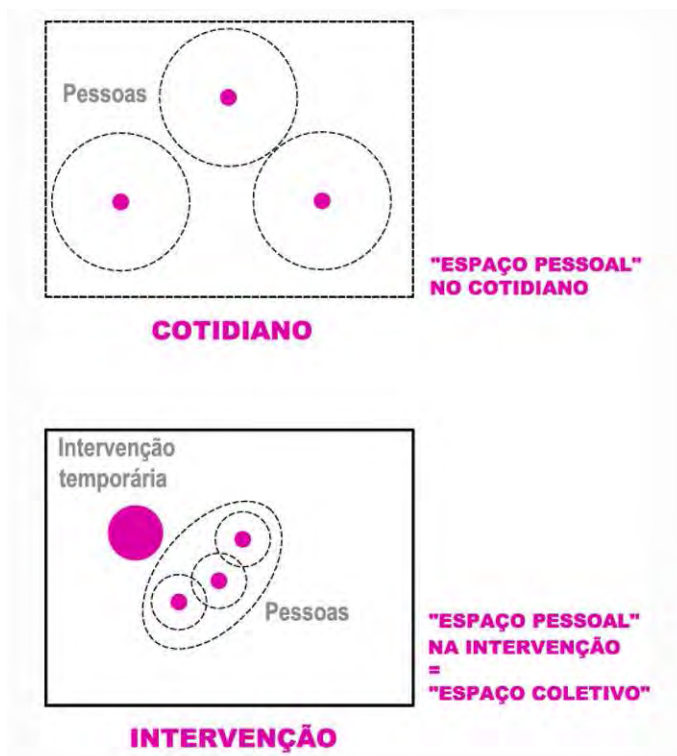 Pessoas
"ESPAÇO PESSOAL"
NO COTIDIANO
COTIDIANO
Intervenção
temporária
Pessoas
"ESPAÇO PESSOAL"
NA INTERVENÇÃO
=
"ESPAÇO COLETIVO"
INTERVENÇÃO